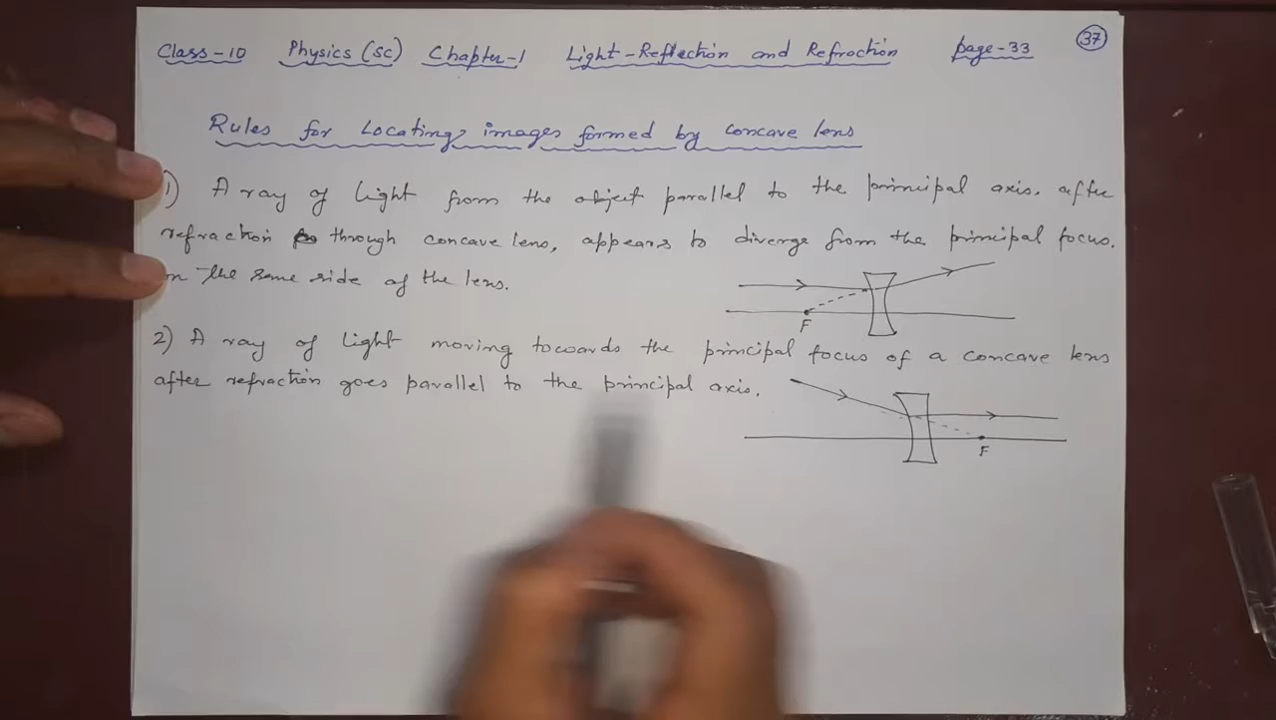 Class-10 Physics (SC) Chapter-1 Light-Reflection and Refraction page-33 37
Rules for Locating images formed by concave lens
1) A ray of light from the object parallel to the principal axis. after
refraction through concave lens, appears to diverge from the principal focus.
on the same side of the lens.
F
2) A ray of light moving towards the principal focus of a concave lens
after refraction goes parallel to the principal axis.
F